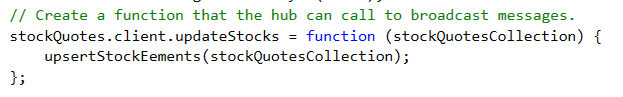 // Create a function that the hub can call to broadcast messages.
stockQuotes.client.updateStocks = function (stockQuotesCollection) {
    upsertStockEements(stockQuotesCollection);
};